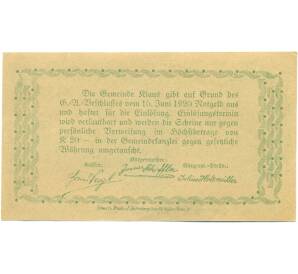 Die Gemeinde Klaus gibt auf Grund des
G.-A.-Beschlusses vom 15. Juni 1920 Notgeld aus
und haftet für die Einlösung. Einlösungstermin
wird verlautbart und werden die Scheine nur gegen
persönliche Verweisung im Höchstbetrage von
K 20·- in der Gemeindekanzlei gegen gesetzliche
Währung umgetauscht.
Kassier: Bürgermeister: Bürgerm.-Stellv.: